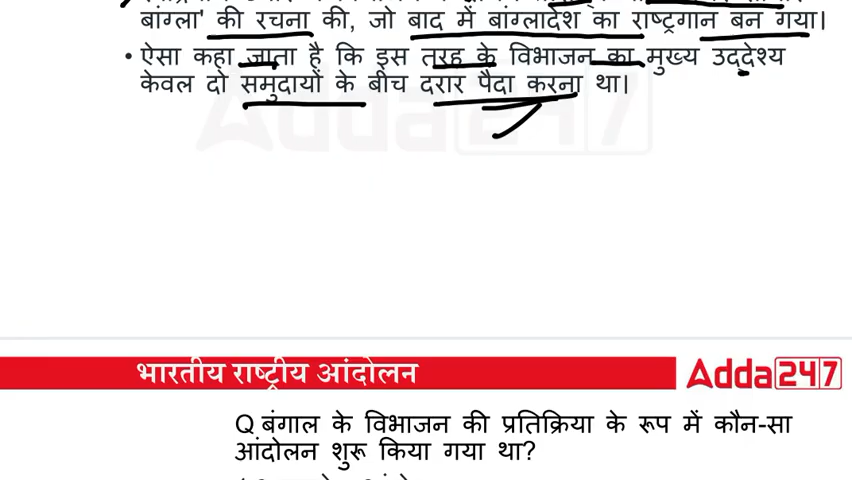 बांग्ला' की रचना की, जो बाद में बांग्लादेश का राष्ट्रगान बन गया।
• ऐसा कहा जाता है कि इस तरह के विभाजन का मुख्य उद्देश्य
केवल दो समुदायों के बीच दरार पैदा करना था।
Adda247
भारतीय राष्ट्रीय आंदोलन
Adda247
Q बंगाल के विभाजन की प्रतिक्रिया के रूप में कौन-सा
आंदोलन शुरू किया गया था?